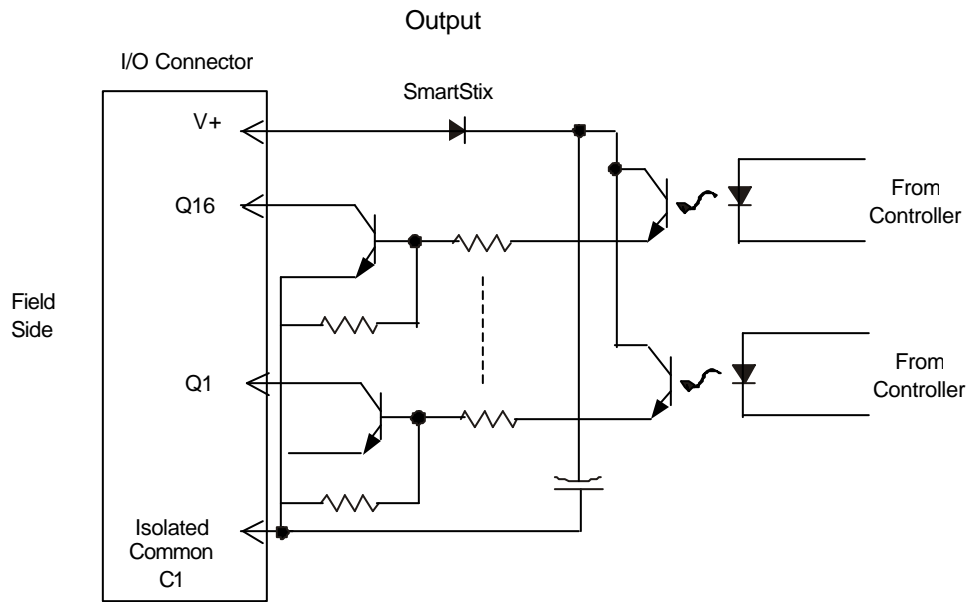 Output
I/O Connector
SmartStix
V+
Q16
From
Controller
Field
Side
Q1
From
Controller
Isolated
Common
C1